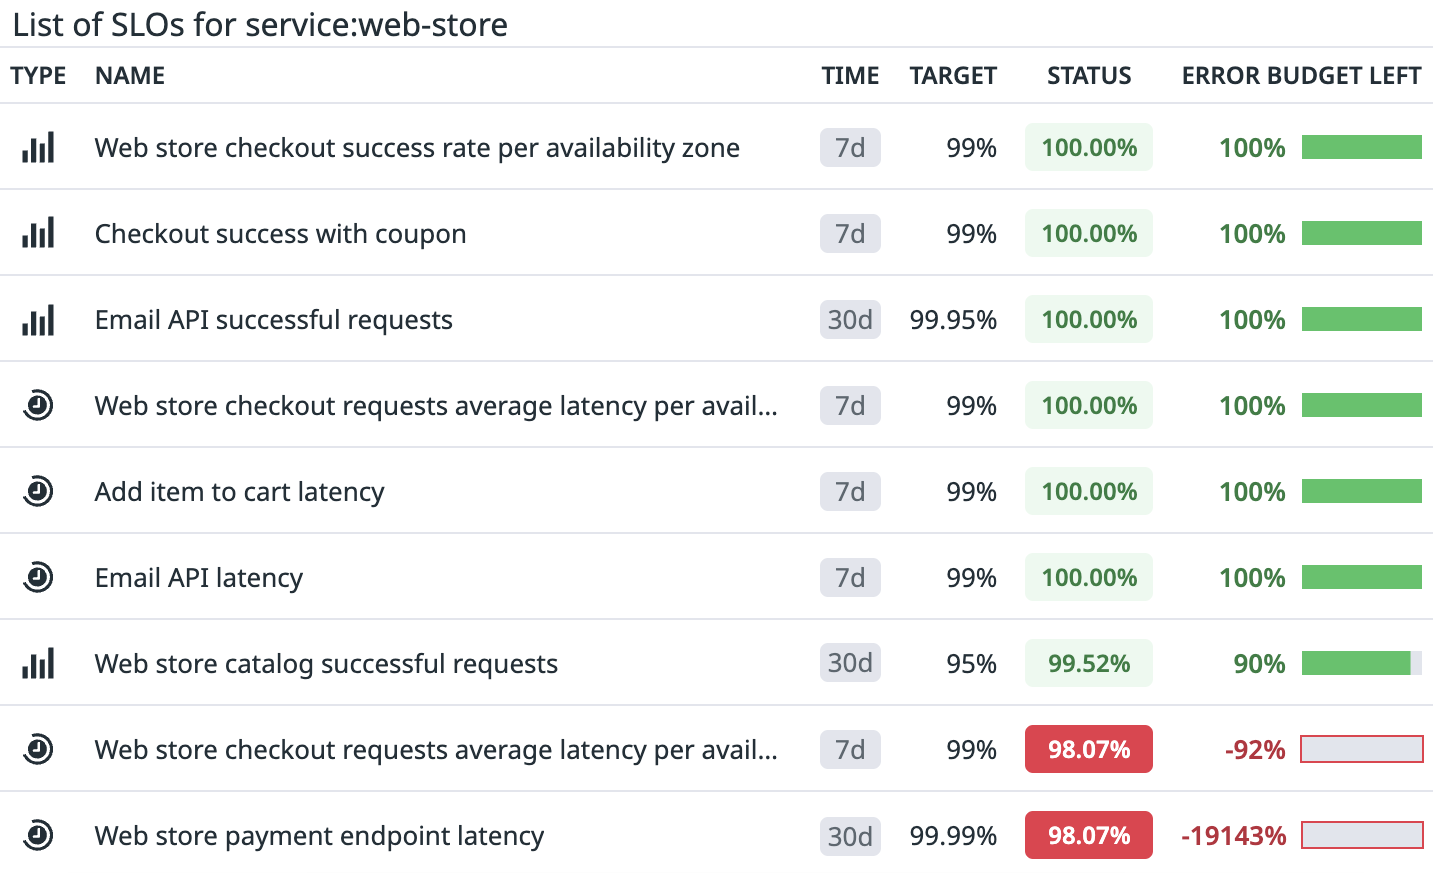 List of SLOs for service:web-store
TYPE NAME TIME TARGET STATUS ERROR BUDGET LEFT
Web store checkout success rate per availability zone 7d 99% 100.00% 100%
Checkout success with coupon 7d 99% 100.00% 100%
Email API successful requests 30d 99.95% 100.00% 100%
Web store checkout requests average latency per avail... 7d 99% 100.00% 100%
Add item to cart latency 7d 99% 100.00% 100%
Email API latency 7d 99% 100.00% 100%
Web store catalog successful requests 30d 95% 99.52% 90%
Web store checkout requests average latency per avail... 7d 99% 98.07% -92%
Web store payment endpoint latency 30d 99.99% 98.07% -19143%